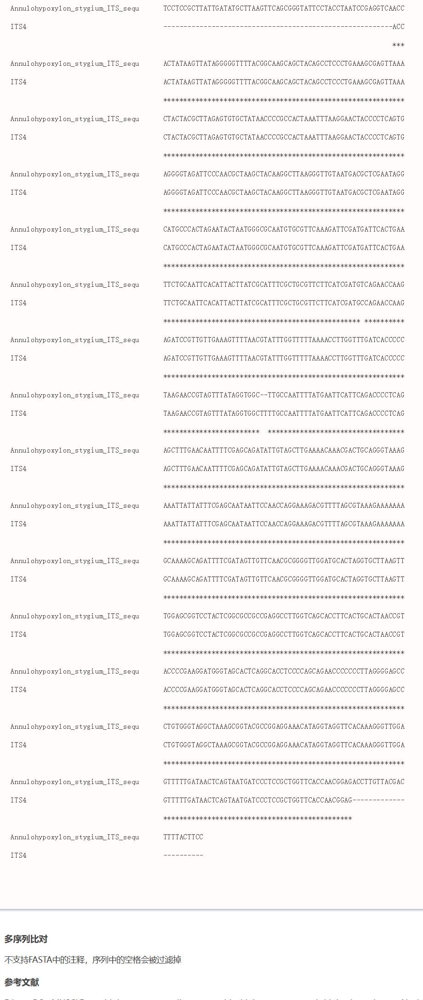 Annulohypoxylon_stygium_ITS_sequ TCCTCCGCTTATTGATATGCTTAAGTTCAGCGGGTATTCCTACCTAATCCGAGGTCAACC
ITS4 ---------------------------------------------------------ACC
***
Annulohypoxylon_stygium_ITS_sequ ACTATAAGTTATAGGGGGTTTTACGGCAAGCAGCTACAGCCTCCCTGAAAGCGAGTTAAA
ITS4 ACTATAAGTTATAGGGGGTTTTACGGCAAGCAGCTACAGCCTCCCTGAAAGCGAGTTAAA
************************************************************
Annulohypoxylon_stygium_ITS_sequ CTACTACGCTTAGAGTGTGCTATAACCCCGCCACTAAATTTAAGGAACTACCCCTCAGTG
ITS4 CTACTACGCTTAGAGTGTGCTATAACCCCGCCACTAAATTTAAGGAACTACCCCTCAGTG
************************************************************
Annulohypoxylon_stygium_ITS_sequ AGGGGTAGATTCCCAACGCTAAGCTACAAGGCTTAAGGGTTGTAATGACGCTCGAATAGG
ITS4 AGGGGTAGATTCCCAACGCTAAGCTACAAGGCTTAAGGGTTGTAATGACGCTCGAATAGG
************************************************************
Annulohypoxylon_stygium_ITS_sequ CATGCCCACTAGAATACTAATGGGCGCAATGTGCGTTCAAAGATTCGATGATTCACTGAA
ITS4 CATGCCCACTAGAATACTAATGGGCGCAATGTGCGTTCAAAGATTCGATGATTCACTGAA
************************************************************
Annulohypoxylon_stygium_ITS_sequ TTCTGCAATTCACATTACTTATCGCATTTCGCTGCGTTCTTCATCGATGTCAGAACCAAG
ITS4 TTCTGCAATTCACATTACTTATCGCATTTCGCTGCGTTCTTCATCGATGCCAGAACCAAG
************************************************* **********
Annulohypoxylon_stygium_ITS_sequ AGATCCGTTGTTGAAAGTTTTAACGTATTTGGTTTTTAAAACCTTGGTTTGATCACCCCC
ITS4 AGATCCGTTGTTGAAAGTTTTAACGTATTTGGTTTTTAAAACCTTGGTTTGATCACCCCC
************************************************************
Annulohypoxylon_stygium_ITS_sequ TAAGAACCGTAGTTTATAGGTGGC--TTGCCAATTTTATGAATTCATTCAGACCCCTCAG
ITS4 TAAGAACCGTAGTTTATAGGTGGCTTTTGCCAATTTTATGAATTCATTCAGACCCCTCAG
************************  **********************************
Annulohypoxylon_stygium_ITS_sequ AGCTTTGAACAATTTTCGAGCAGATATTGTAGCTTGAAAACAAACGACTGCAGGGTAAAG
ITS4 AGCTTTGAACAATTTTCGAGCAGATATTGTAGCTTGAAAACAAACGACTGCAGGGTAAAG
************************************************************
Annulohypoxylon_stygium_ITS_sequ AAATTATTATTTCGAGCAATAATTCCAACCAGGAAAGACGTTTTAGCGTAAAGAAAAAAA
ITS4 AAATTATTATTTCGAGCAATAATTCCAACCAGGAAAGACGTTTTAGCGTAAAGAAAAAAA
************************************************************
Annulohypoxylon_stygium_ITS_sequ GCAAAAGCAGATTTTCGATAGTTGTTCAACGCGGGGTTGGATGCACTAGGTGCTTAAGTT
ITS4 GCAAAAGCAGATTTTCGATAGTTGTTCAACGCGGGGTTGGATGCACTAGGTGCTTAAGTT
************************************************************
Annulohypoxylon_stygium_ITS_sequ TGGAGCGGTCCTACTCGGCGCCGCCGAGGCCTTGGTCAGCACCTTCACTGCACTAACCGT
ITS4 TGGAGCGGTCCTACTCGGCGCCGCCGAGGCCTTGGTCAGCACCTTCACTGCACTAACCGT
************************************************************
Annulohypoxylon_stygium_ITS_sequ ACCCCGAAGGATGGGTAGCACTCAGGCACCTCCCCAGCAGAACCCCCCCTTAGGGGAGCC
ITS4 ACCCCGAAGGATGGGTAGCACTCAGGCACCTCCCCAGCAGAACCCCCCCTTAGGGGAGCC
************************************************************
Annulohypoxylon_stygium_ITS_sequ CTGTGGGTAGGCTAAAGCGGTACGCCGGAGGAAACATAGGTAGGTTCACAAAGGGTTGGA
ITS4 CTGTGGGTAGGCTAAAGCGGTACGCCGGAGGAAACATAGGTAGGTTCACAAAGGGTTGGA
************************************************************
Annulohypoxylon_stygium_ITS_sequ GTTTTTGATAACTCAGTAATGATCCCTCCGCTGGTTCACCAACGGAGACCTTGTTACGAC
ITS4 GTTTTTGATAACTCAGTAATGATCCCTCCGCTGGTTCACCAACGGAG-------------
***********************************************
Annulohypoxylon_stygium_ITS_sequ TTTTACTTCC
ITS4 ----------
多序列比对
不支持FASTA中的注释，序列中的空格会被过滤掉
参考文献